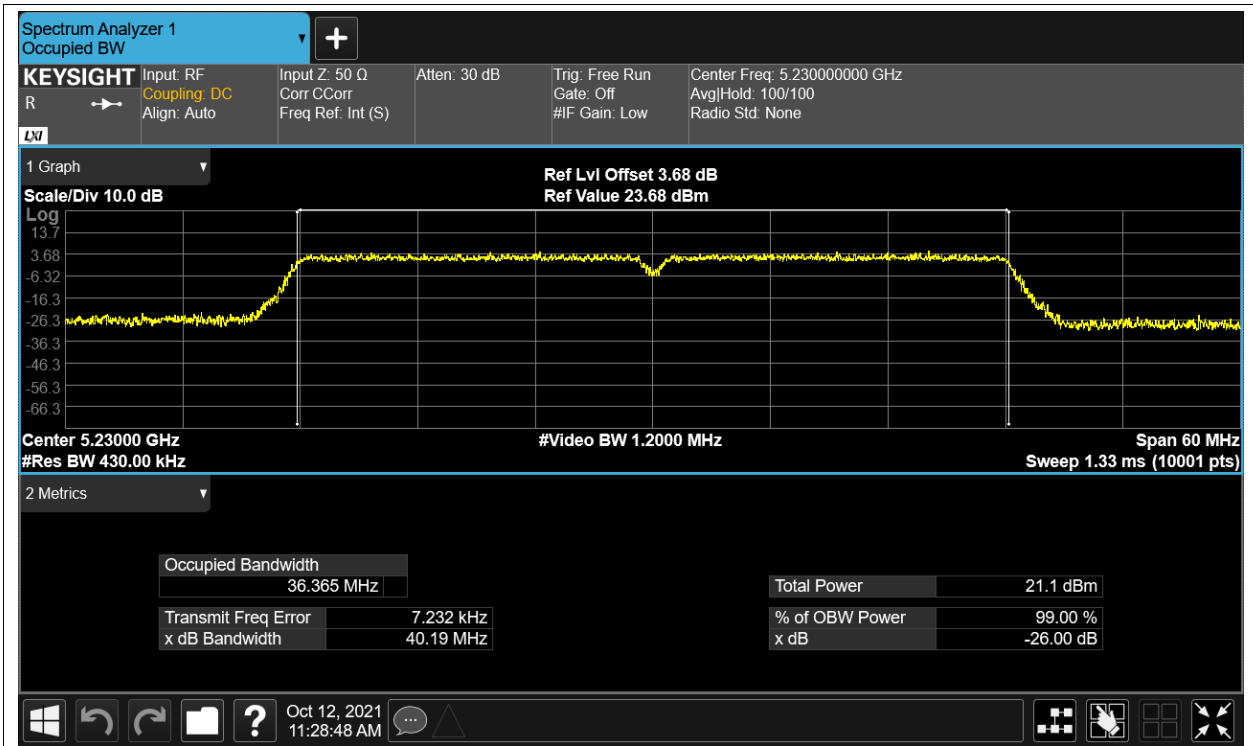 Spectrum Analyzer 1
Occupied BW
KEYSIGHT Input: RF Input Z: 50 Ω Atten: 30 dB Trig: Free Run Center Freq: 5.230000000 GHz
R Coupling: DC Corr CCorr Gate: Off Avg|Hold: 100/100
Align: Auto Freq Ref: Int (S) #IF Gain: Low Radio Std: None
LXI
1 Graph
Ref Lvl Offset 3.68 dB
Scale/Div 10.0 dB Ref Value 23.68 dBm
Log
13.7
3.68
-6.32
-16.3
-26.3
-36.3
-46.3
-56.3
-66.3
Center 5.23000 GHz #Video BW 1.2000 MHz Span 60 MHz
#Res BW 430.00 kHz Sweep 1.33 ms (10001 pts)
2 Metrics
Occupied Bandwidth
36.365 MHz Total Power 21.1 dBm
Transmit Freq Error 7.232 kHz % of OBW Power 99.00 %
x dB Bandwidth 40.19 MHz x dB -26.00 dB
? Oct 12, 2021
11:28:48 AM